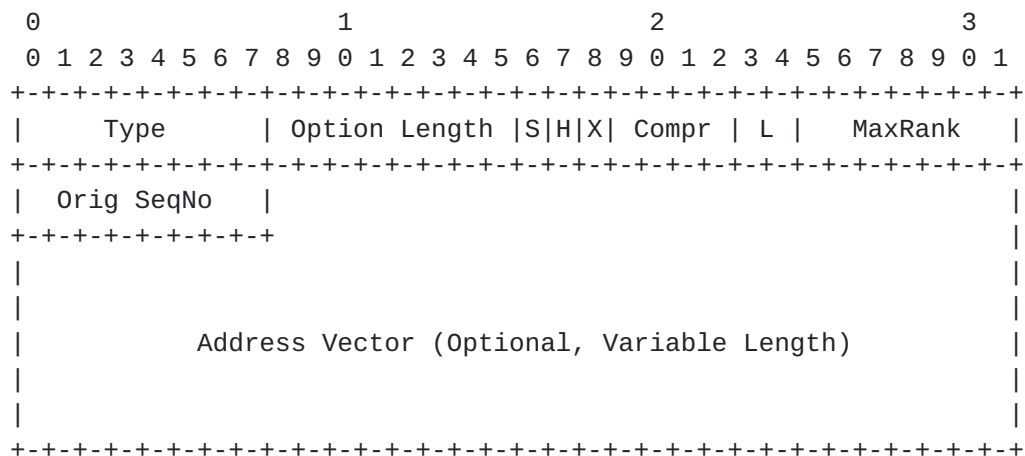 0                   1                   2                   3
 0 1 2 3 4 5 6 7 8 9 0 1 2 3 4 5 6 7 8 9 0 1 2 3 4 5 6 7 8 9 0 1
+-+-+-+-+-+-+-+-+-+-+-+-+-+-+-+-+-+-+-+-+-+-+-+-+-+-+-+-+-+-+-+-+
|     Type      | Option Length |S|H|X| Compr | L |   MaxRank   |
+-+-+-+-+-+-+-+-+-+-+-+-+-+-+-+-+-+-+-+-+-+-+-+-+-+-+-+-+-+-+-+-+
|  Orig SeqNo   |                                               |
+-+-+-+-+-+-+-+-+                                               |
|                                                               |
|                                                               |
|           Address Vector (Optional, Variable Length)          |
|                                                               |
|                                                               |
+-+-+-+-+-+-+-+-+-+-+-+-+-+-+-+-+-+-+-+-+-+-+-+-+-+-+-+-+-+-+-+-+